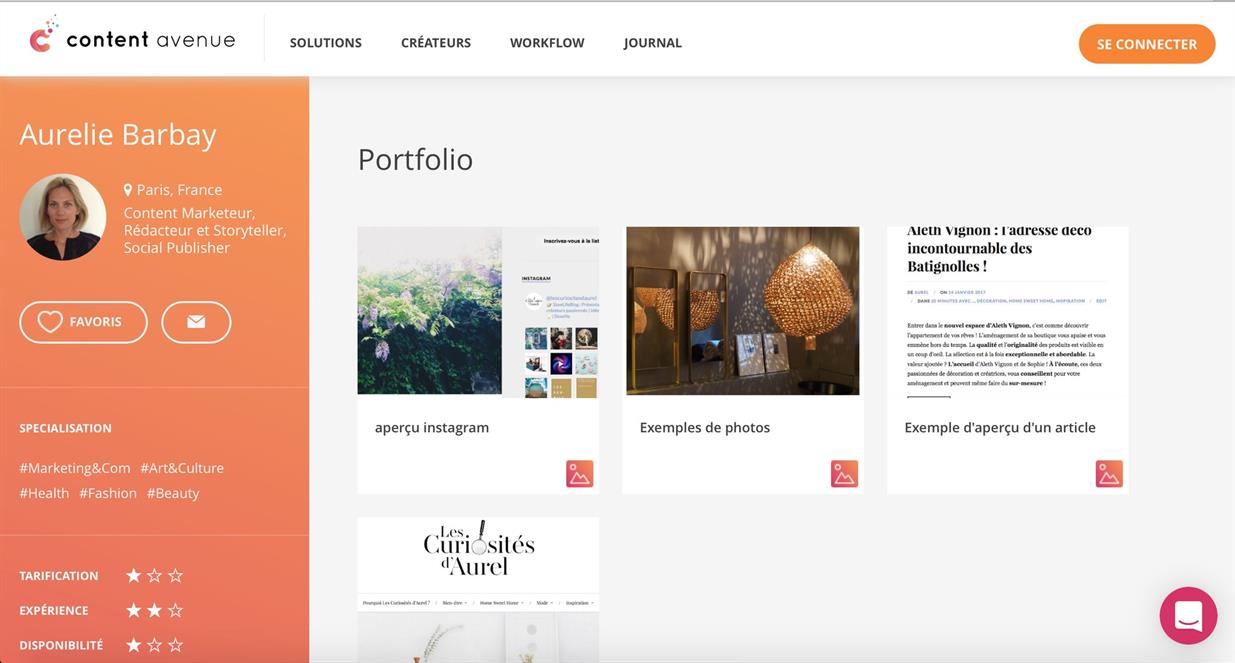 content avenue
SOLUTIONS
CRÉATEURS
WORKFLOW
JOURNAL
SE CONNECTER
Aurelie Barbay
Paris, France
Content Marketeur,
Rédacteur et Storyteller,
Social Publisher
FAVORIS
SPECIALISATION
#Marketing&Com #Art&Culture
#Health #Fashion #Beauty
TARIFICATION
EXPÉRIENCE
DISPONIBILITÉ
Portfolio
Inscrivez-vous à la list
INSTAGRAM
aperçu instagram
Exemples de photos
Aleth Vignon : l'adresse déco
incontournable des
Batignolles !
DE AUREL / ON 24 JANVIER 2017
/ DANS 20 MINUTES AVEC..., DÉCORATION, HOME SWEET HOME, INSPIRATION / EDIT
Entrer dans le nouvel espace d'Aleth Vignon, c'est comme découvrir
l'appartement de vos rêves ! L'aménagement de sa boutique vous apaise et vous
emmène hors du temps. La qualité et l'originalité des produits est visible en
un coup d'oeil. La sélection est à la fois exceptionnelle et abordable. La
valeur ajoutée ? L'accueil d'Aleth Vignon et de Sophie ! À l'écoute, ces deux
passionnées de décoration et créatrices, vous conseillent pour votre
aménagement et peuvent même faire du sur-mesure !
Exemple d'aperçu d'un article
Les
Curiosités
d'Aurel
Pourquoi Les Curiosités d'Aurel ? / Bien-être / Home Sweet Home / Mode / Inspiration